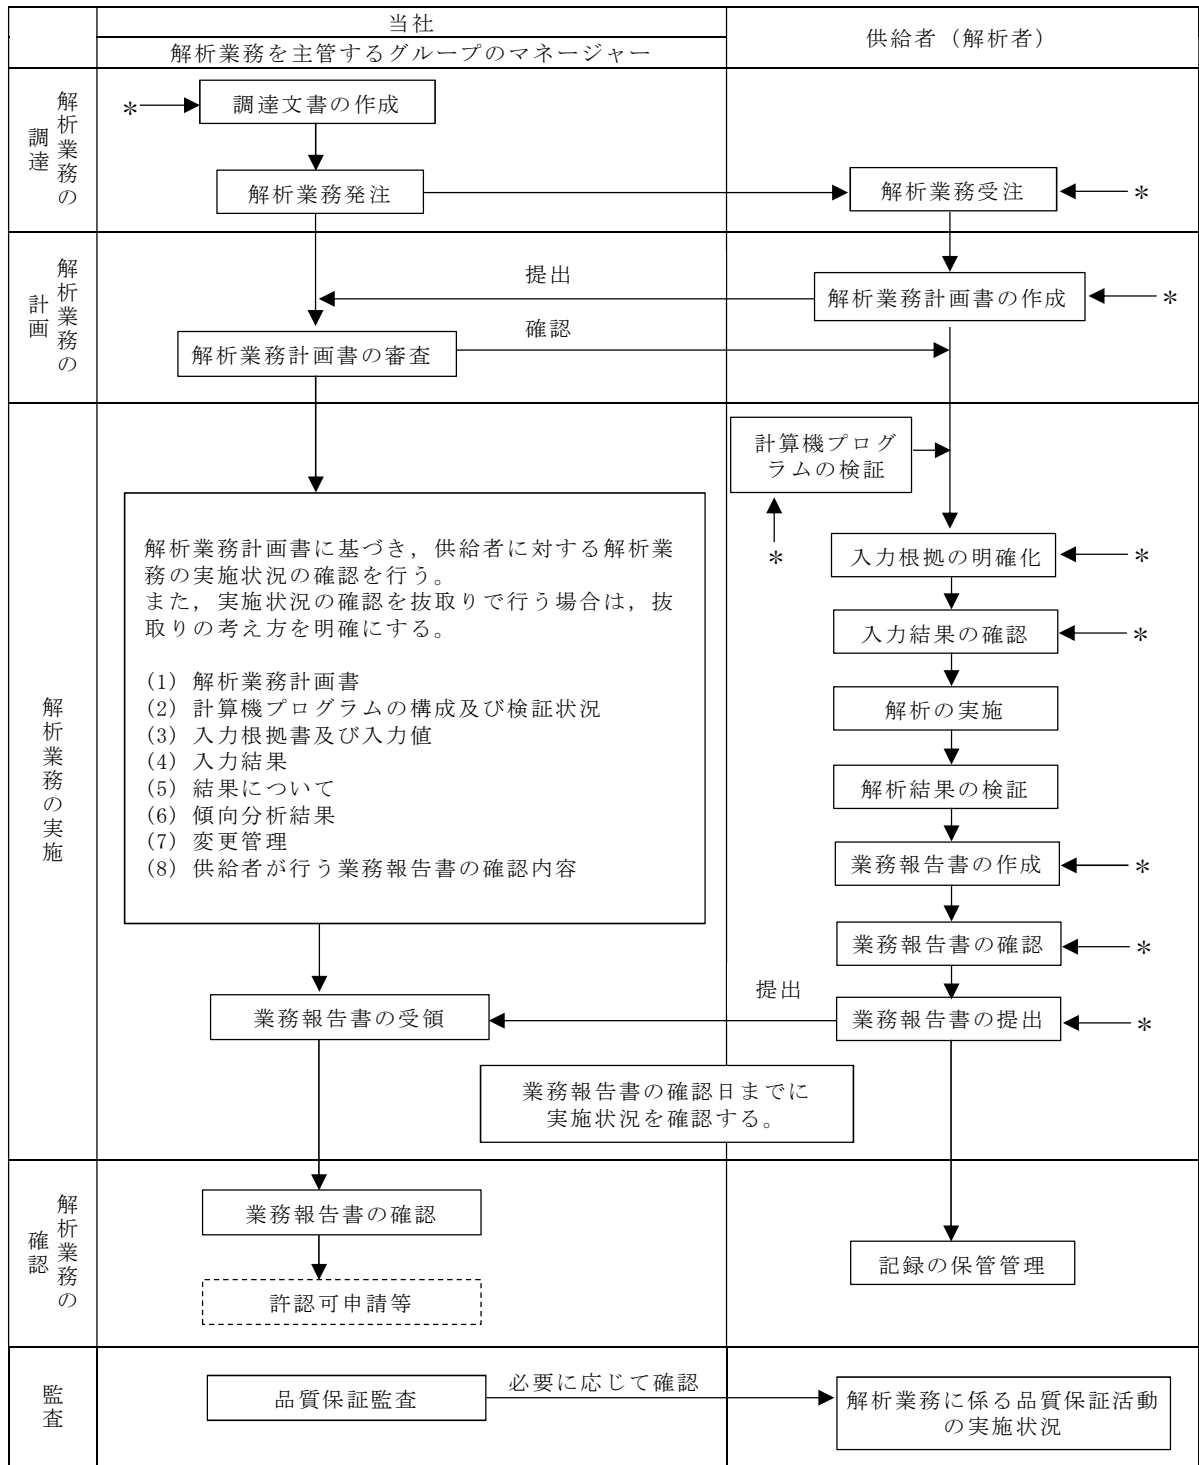 当社
解析業務を主管するグループのマネージャー
供給者（解析者）
解析業務の
調達
＊
調達文書の作成
解析業務発注
解析業務受注
＊
解析業務の
計画
提出
解析業務計画書の作成
＊
確認
解析業務計画書の審査
解析業務の実施
計算機プログ
ラムの検証
＊
解析業務計画書に基づき，供給者に対する解析業
務の実施状況の確認を行う。
また，実施状況の確認を抜取りで行う場合は，抜
取りの考え方を明確にする。
(1) 解析業務計画書
(2) 計算機プログラムの構成及び検証状況
(3) 入力根拠書及び入力値
(4) 入力結果
(5) 結果について
(6) 傾向分析結果
(7) 変更管理
(8) 供給者が行う業務報告書の確認内容
入力根拠の明確化
＊
入力結果の確認
＊
解析の実施
解析結果の検証
業務報告書の作成
＊
業務報告書の確認
＊
提出
業務報告書の受領
業務報告書の提出
＊
業務報告書の確認日までに
実施状況を確認する。
解析業務の
確認
業務報告書の確認
許認可申請等
記録の保管管理
監査
品質保証監査
必要に応じて確認
解析業務に係る品質保証活動
の実施状況